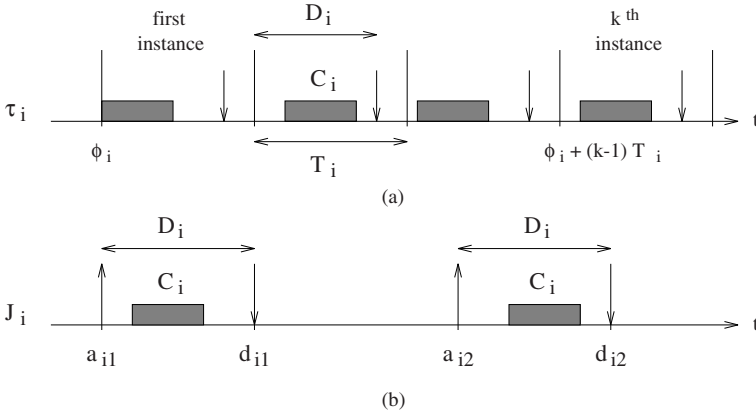 first
instance
D i
k th
instance
C i
τ i
t
ϕ i
T i
ϕ i + (k-1) T i
(a)
D i
D i
C i
C i
J i
t
a i1
d i1
a i2
d i2
(b)